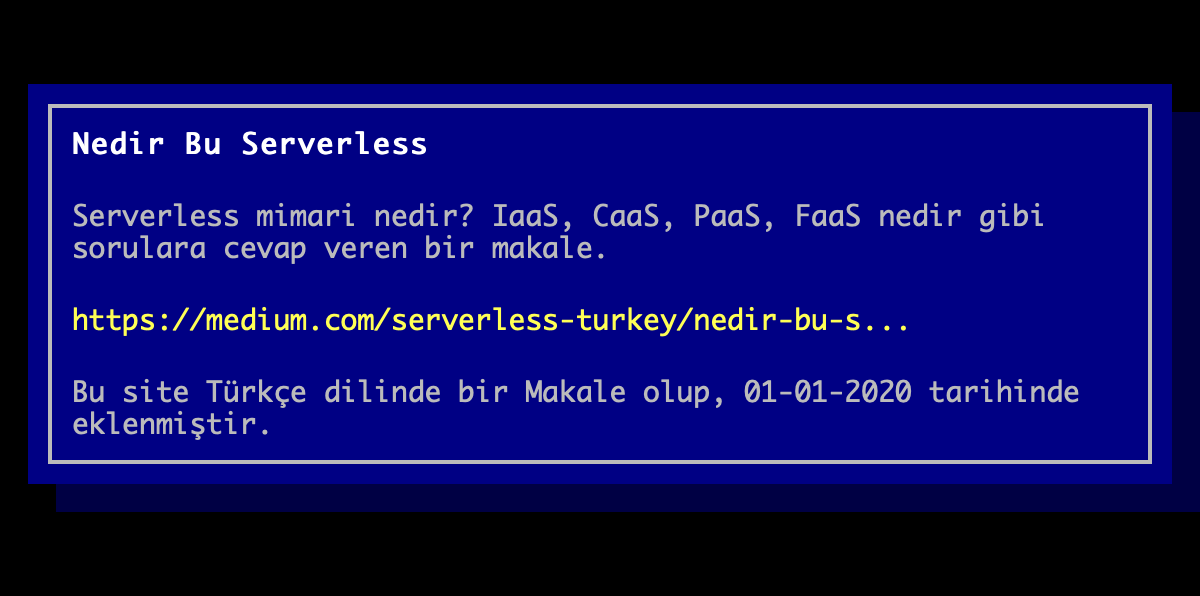 Nedir Bu Serverless
Serverless mimari nedir? IaaS, CaaS, PaaS, FaaS nedir gibi
sorulara cevap veren bir makale.
https://medium.com/serverless-turkey/nedir-bu-s...
Bu site Türkçe dilinde bir Makale olup, 01-01-2020 tarihinde
eklenmiştir.